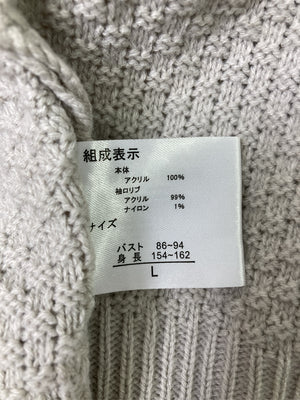 組成表示
本体
アクリル 100%
袖口リブ
アクリル 99%
ナイロン 1%
サイズ
バスト 86~94
身長 154~162
L